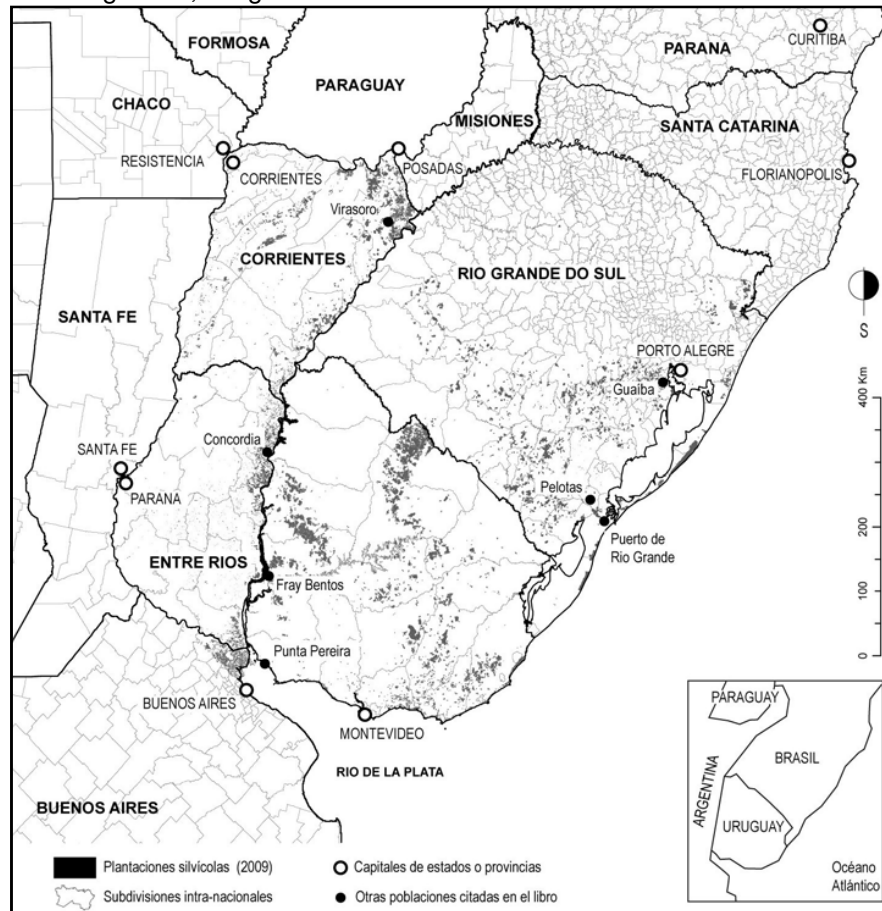 FORMOSA
PARANA
CURITIBA
PARAGUAY
CHACO
MISIONES
SANTA CATARINA
RESISTENCIA
CORRIENTES
POSADAS
FLORIANOPOLIS
Virasoro
CORRIENTES
RIO GRANDE DO SUL
SANTA FE
S
PORTO ALEGRE
Guaiba
400 Km
Concordia
SANTA FE
PARANA
Pelotas
200
Puerto de
Rio Grande
ENTRE RIOS
Fray Bentos
100
Punta Pereira
0
BUENOS AIRES
MONTEVIDEO
PARAGUAY
RIO DE LA PLATA
BRASIL
ARGENTINA
BUENOS AIRES
URUGUAY
Plantaciones silvícolas (2009)
Capitales de estados o provincias
Océano
Atlántico
Subdivisiones intra-nacionales
Otras poblaciones citadas en el libro